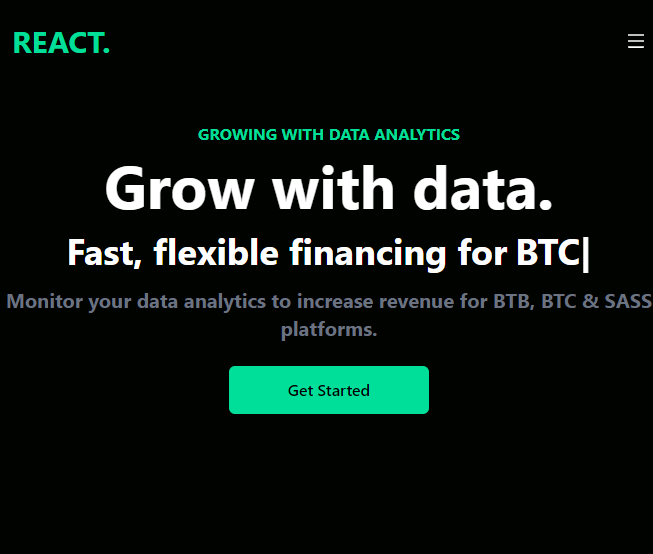 REACT.
GROWING WITH DATA ANALYTICS
Grow with data.
Fast, flexible financing for BTC|
Monitor your data analytics to increase revenue for BTB, BTC & SASS
platforms.
Get Started